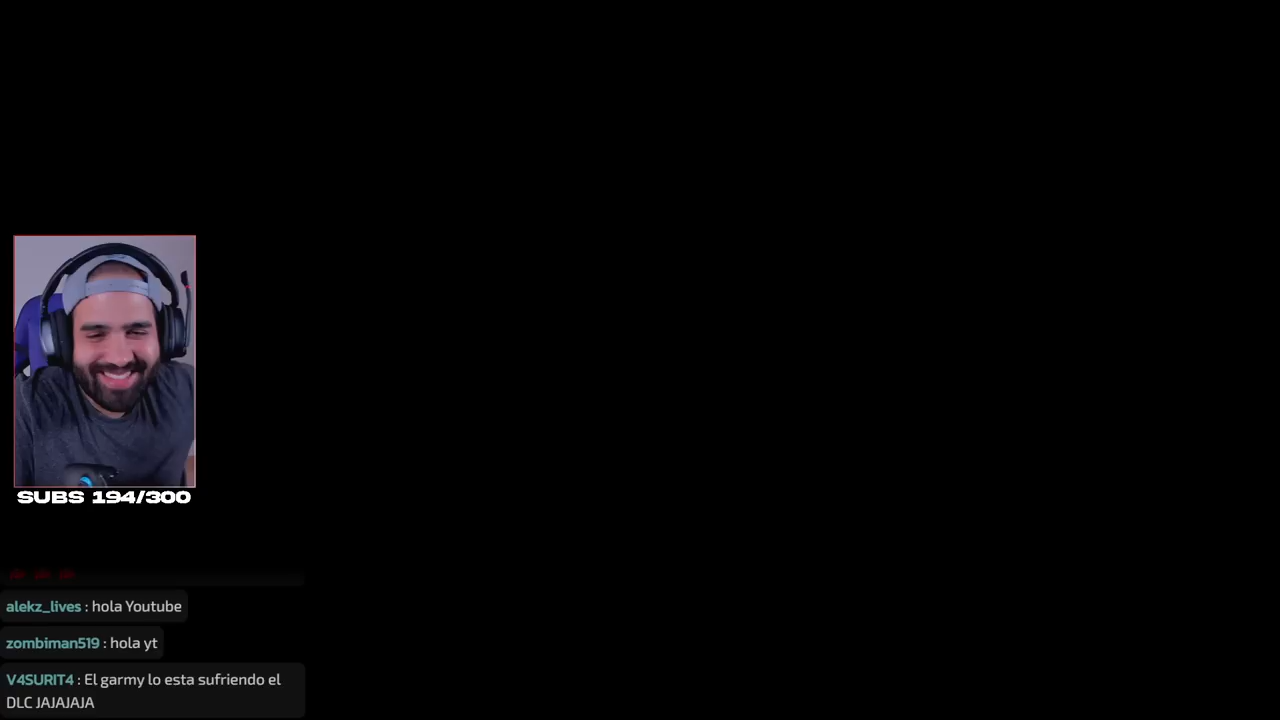 SUBS 194/300
alekz_lives : hola Youtube
zombiman519 : hola yt
V4SURIT4 : El garmy lo esta sufriendo el
DLC JAJAJAJA